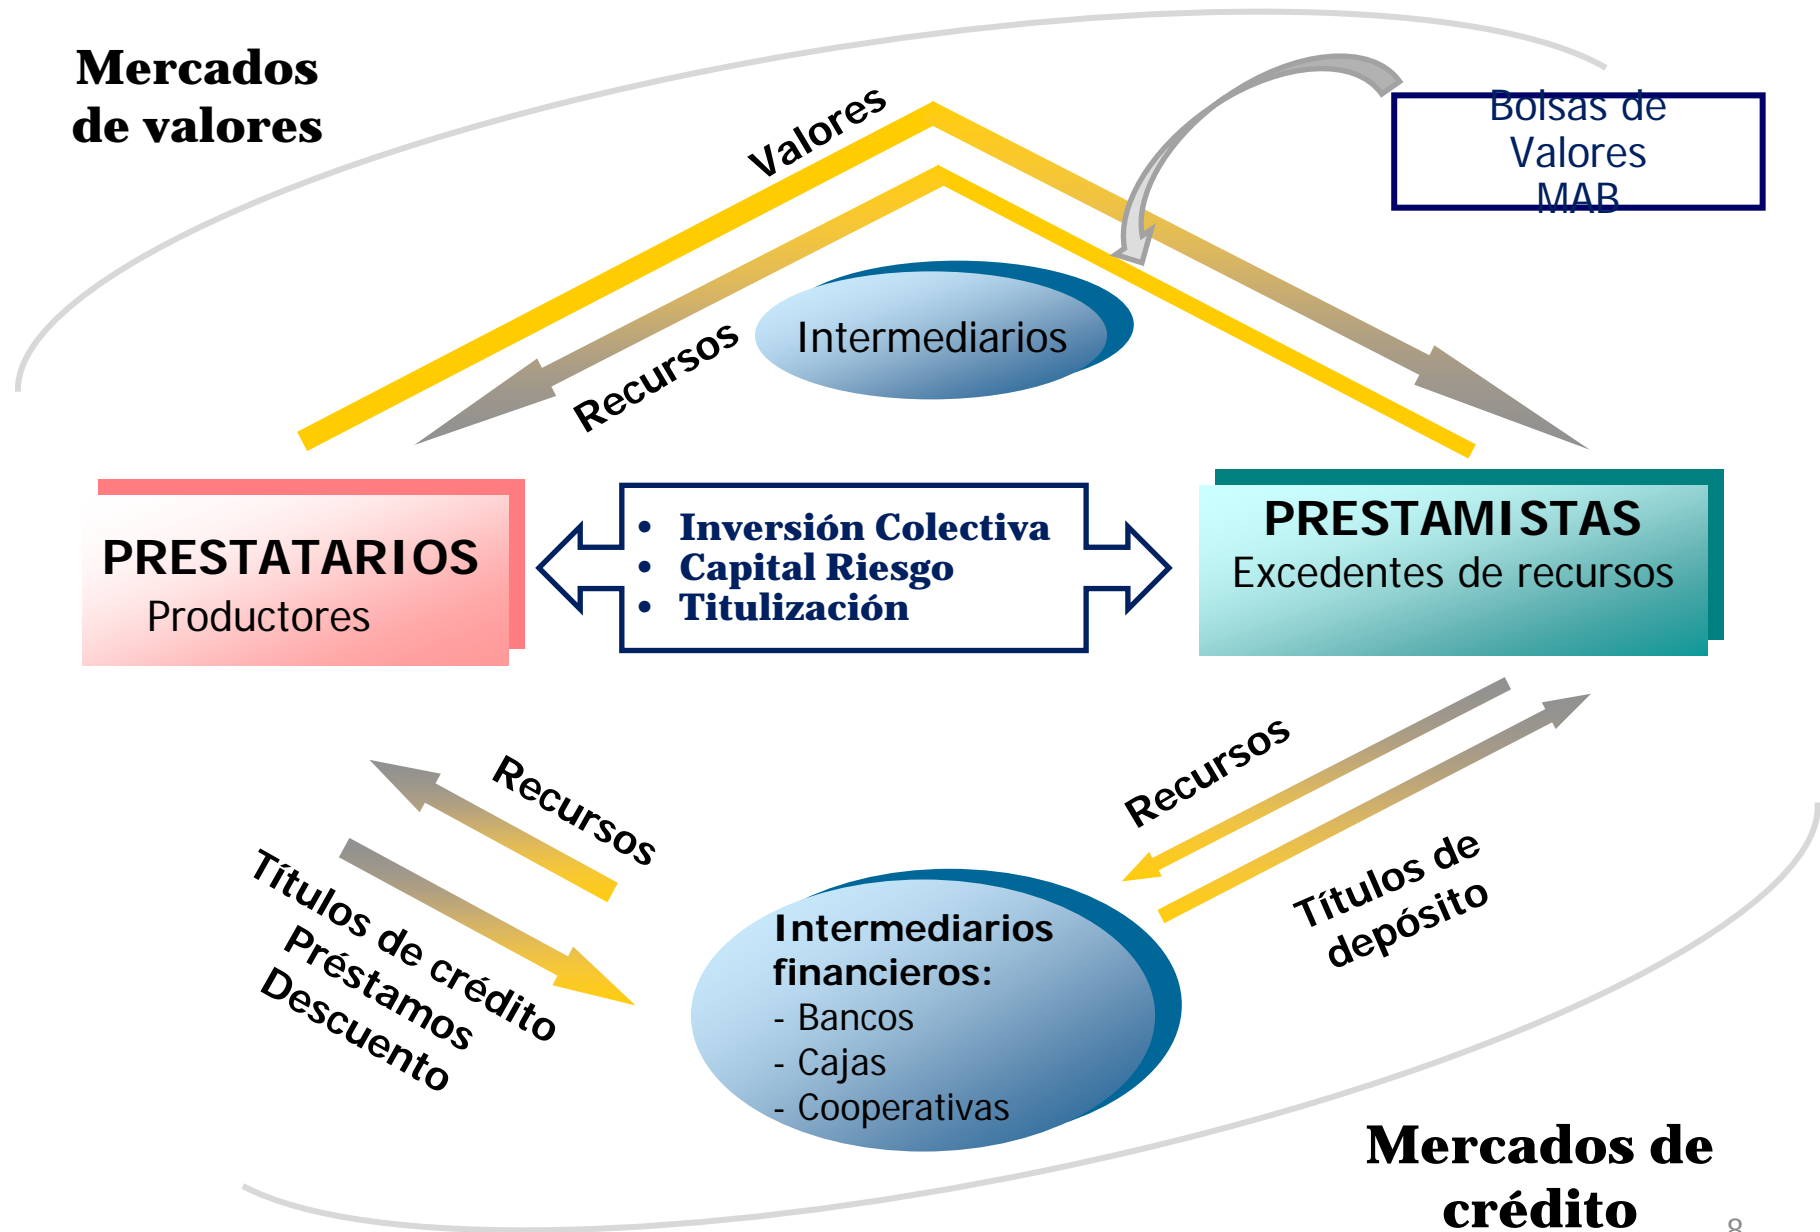 Mercados
de valores
Valores
Bolsas de
Valores
MAB
Intermediarios
Recursos
PRESTATARIOS
Productores
• Inversión Colectiva
• Capital Riesgo
• Titulización
PRESTAMISTAS
Excedentes de recursos
Recursos
Títulos de crédito
Préstamos
Descuento
Recursos
Títulos de
depósito
Intermediarios
financieros:
- Bancos
- Cajas
- Cooperativas
Mercados de
crédito
8